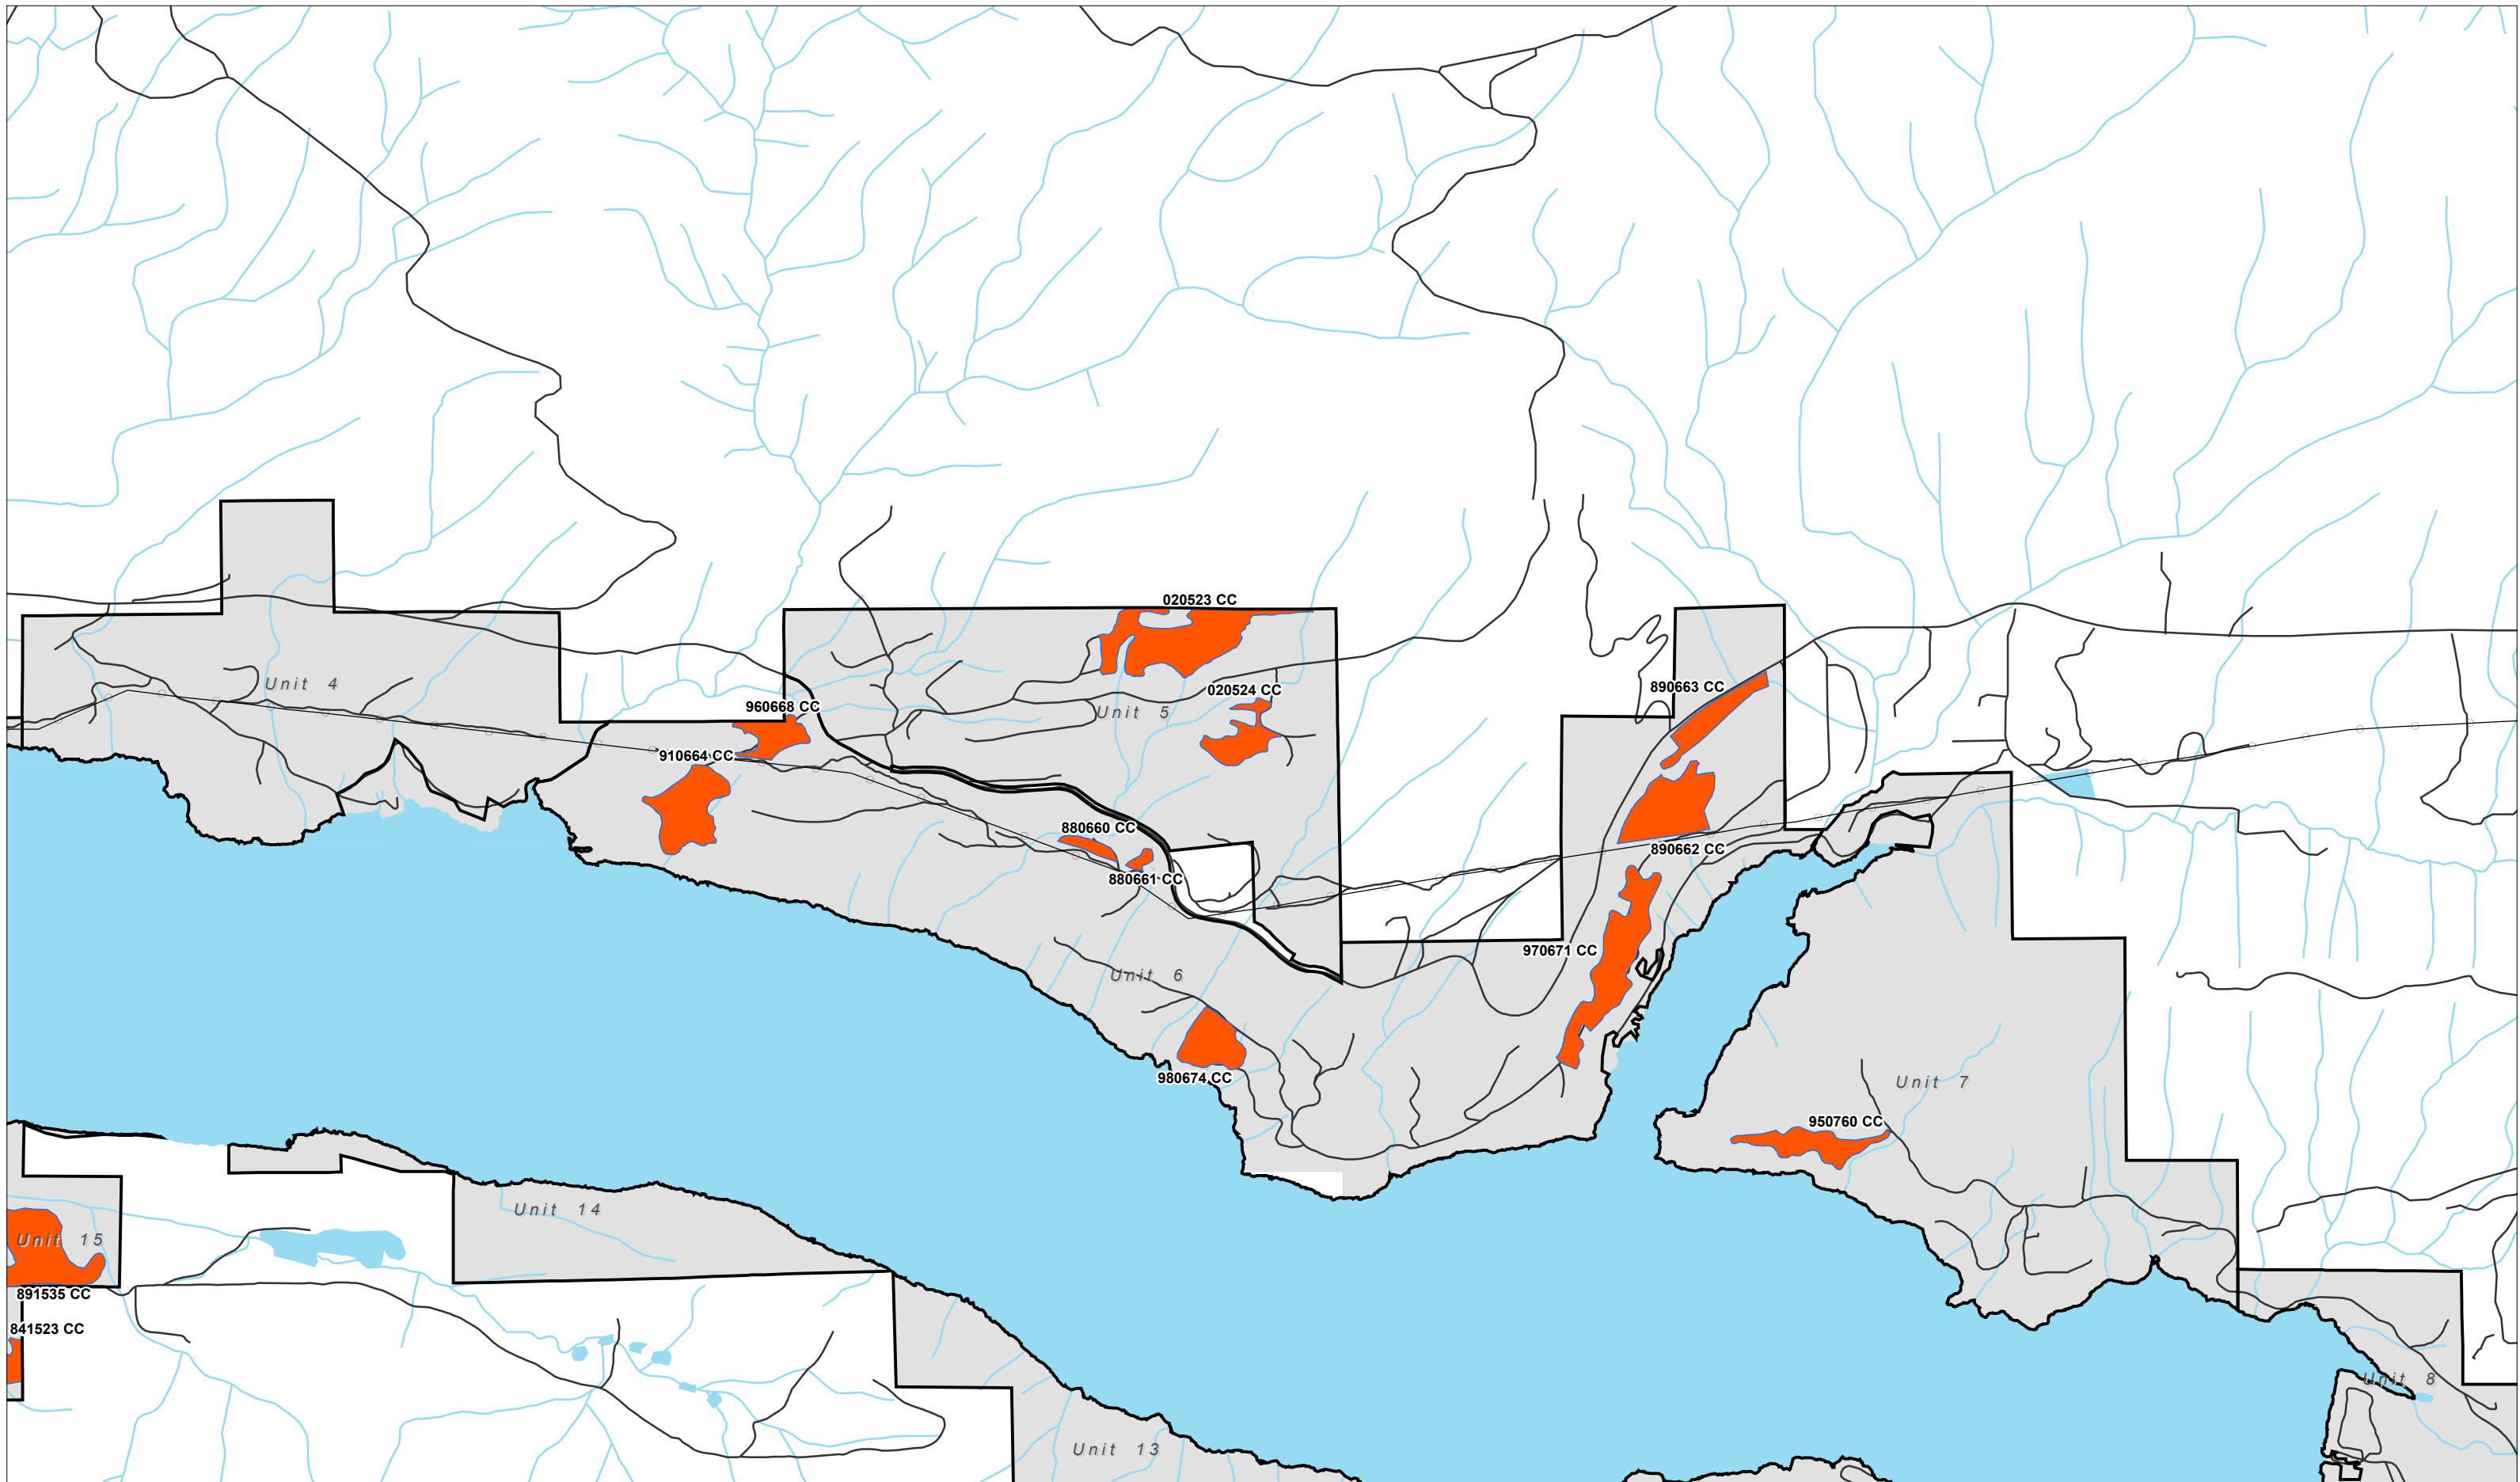 020523 CC
Unit 4
890663 CC
020524 CC
960668 CC
Unit 5
910664 CC
880660 CC
890662 CC
880661 CC
970671 CC
Unit 6
980674 CC
Unit 7
950760 CC
Unit 14
Unit 15
891535 CC
841523 CC
Unit 8
Unit 13